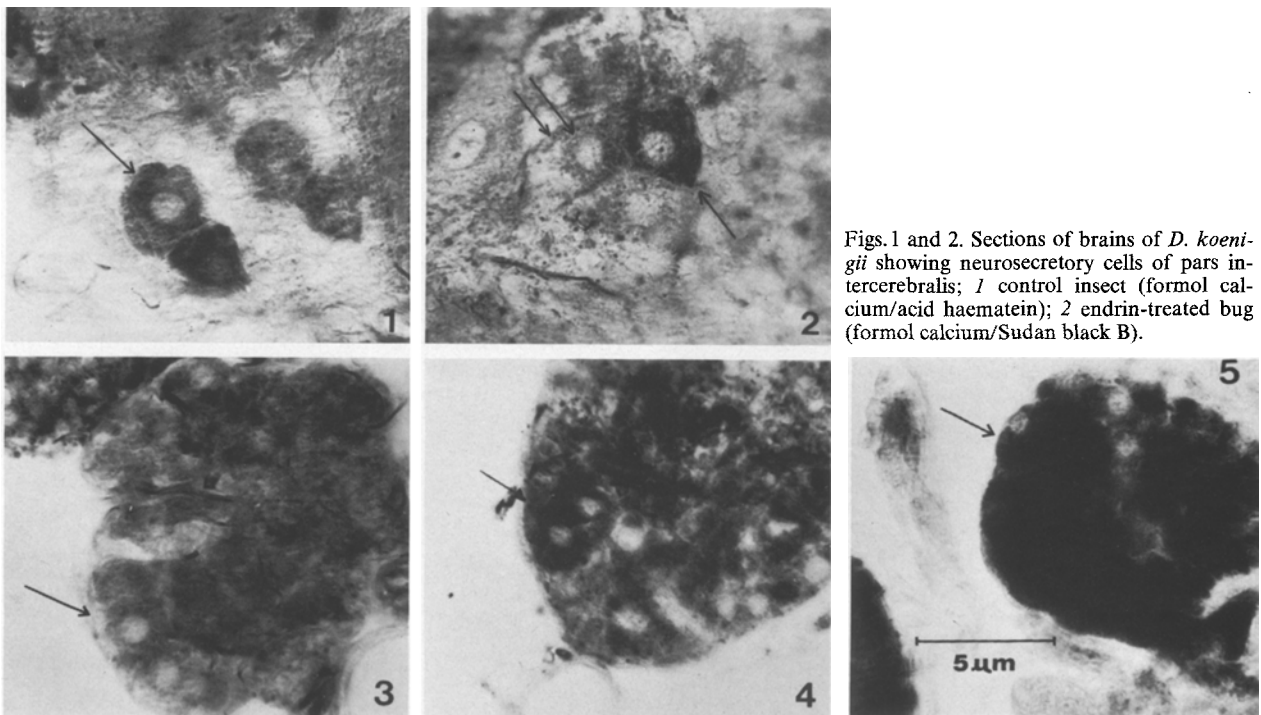 1
2
Figs. 1 and 2. Sections of brains of D. koeni-
gii showing neurosecretory cells of pars in-
tercerebralis; 1 control insect (formol cal-
cium/acid haematein); 2 endrin-treated bug
(formol calcium/Sudan black B).
3
4
5
5µm